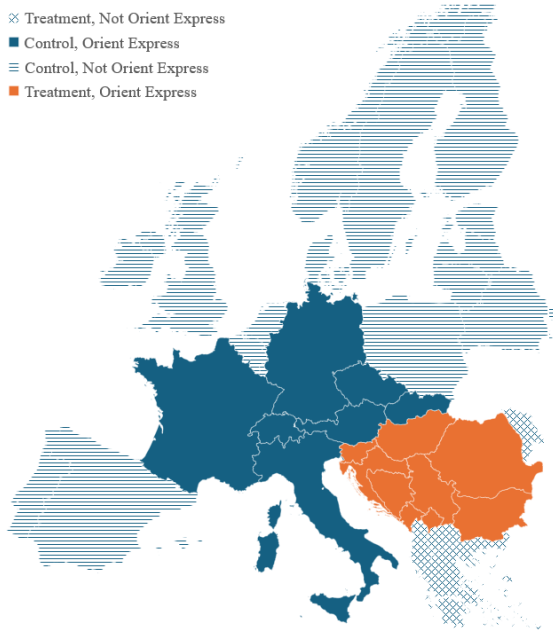 Treatment, Not Orient Express
Control, Orient Express
Control, Not Orient Express
Treatment, Orient Express